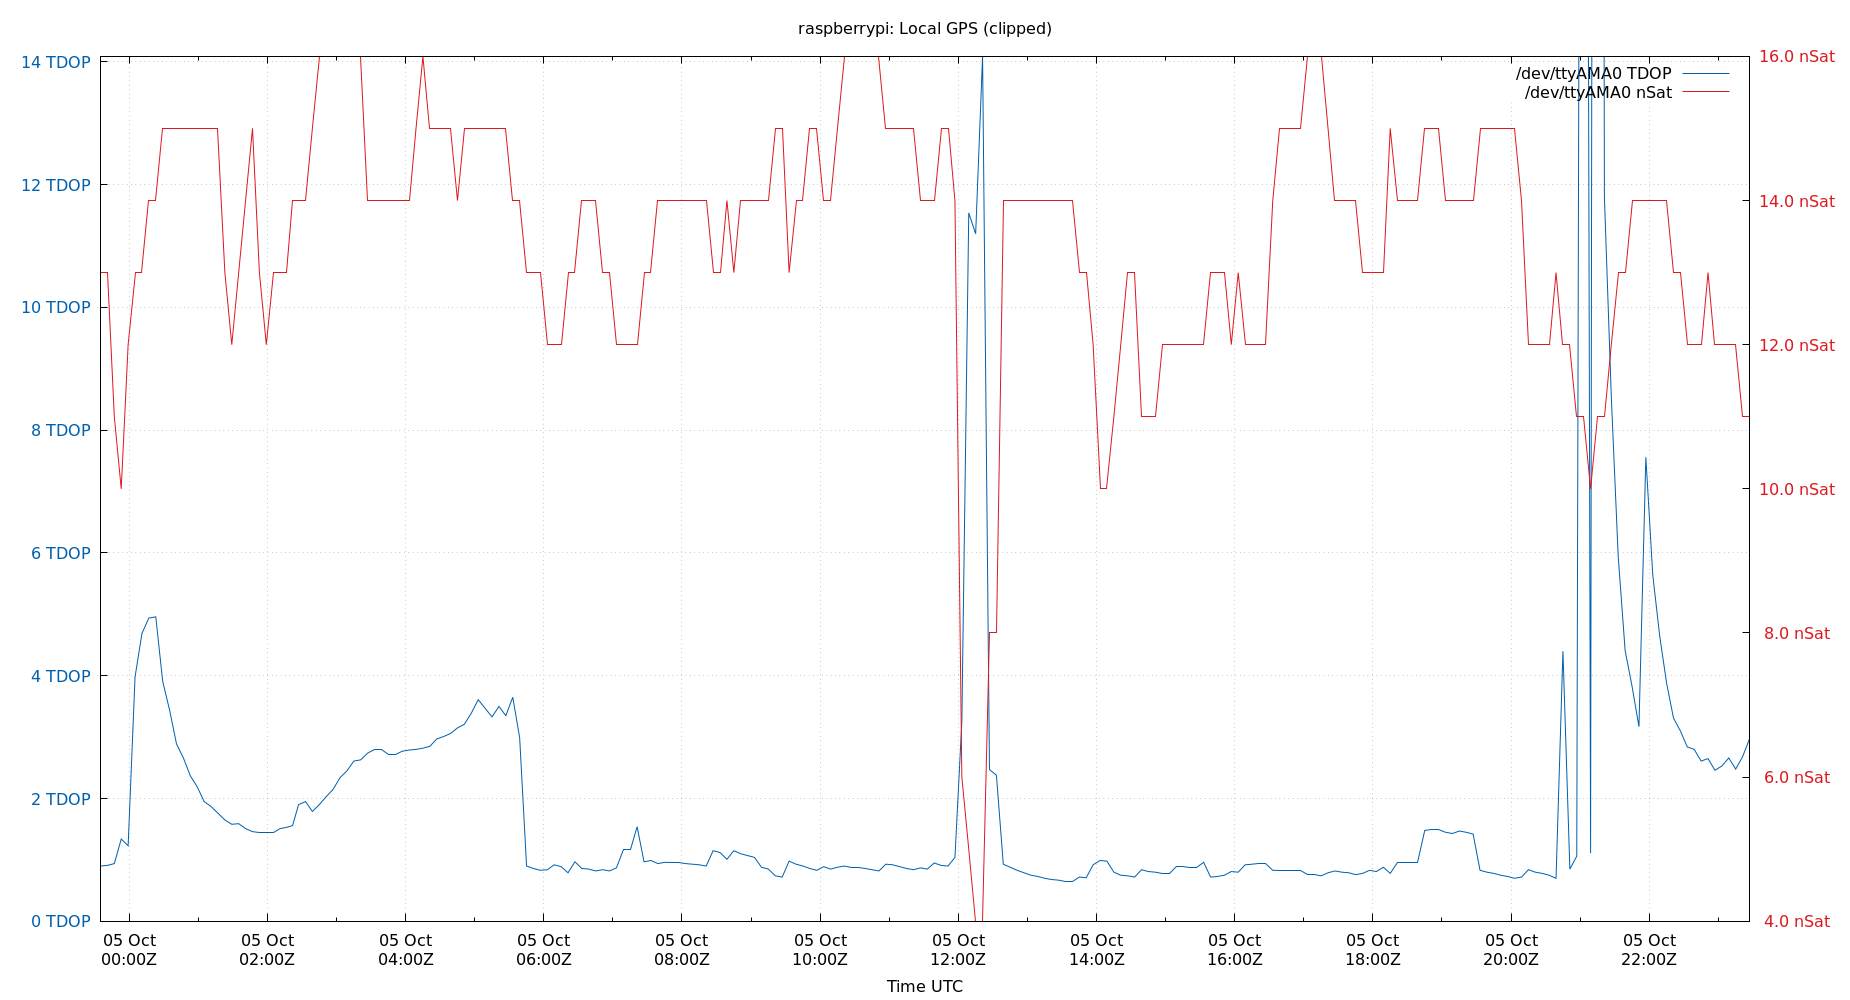 raspberrypi: Local GPS (clipped)
14 TDOP
12 TDOP
10 TDOP
8 TDOP
6 TDOP
4 TDOP
2 TDOP
0 TDOP
/dev/ttyAMA0 TDOP
/dev/ttyAMA0 nSat
16.0 nSat
14.0 nSat
12.0 nSat
10.0 nSat
8.0 nSat
6.0 nSat
4.0 nSat
05 Oct 05 Oct 05 Oct 05 Oct 05 Oct 05 Oct 05 Oct 05 Oct 05 Oct 05 Oct 05 Oct 05 Oct
00:00Z 02:00Z 04:00Z 06:00Z 08:00Z 10:00Z 12:00Z 14:00Z 16:00Z 18:00Z 20:00Z 22:00Z
Time UTC